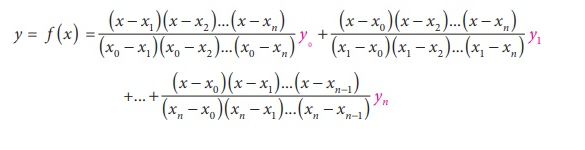 y = f(x) = (x − x₁)(x − x₂)...(x − xₙ) / (x₀ − x₁)(x₀ − x₂)...(x₀ − xₙ) y₀ + (x − x₀)(x − x₂)...(x − xₙ) / (x₁ − x₀)(x₁ − x₂)...(x₁ − xₙ) y₁
+...+ (x − x₀)(x − x₁)...(x − xₙ₋₁) / (xₙ − x₀)(xₙ − x₁)...(xₙ − xₙ₋₁) yₙ